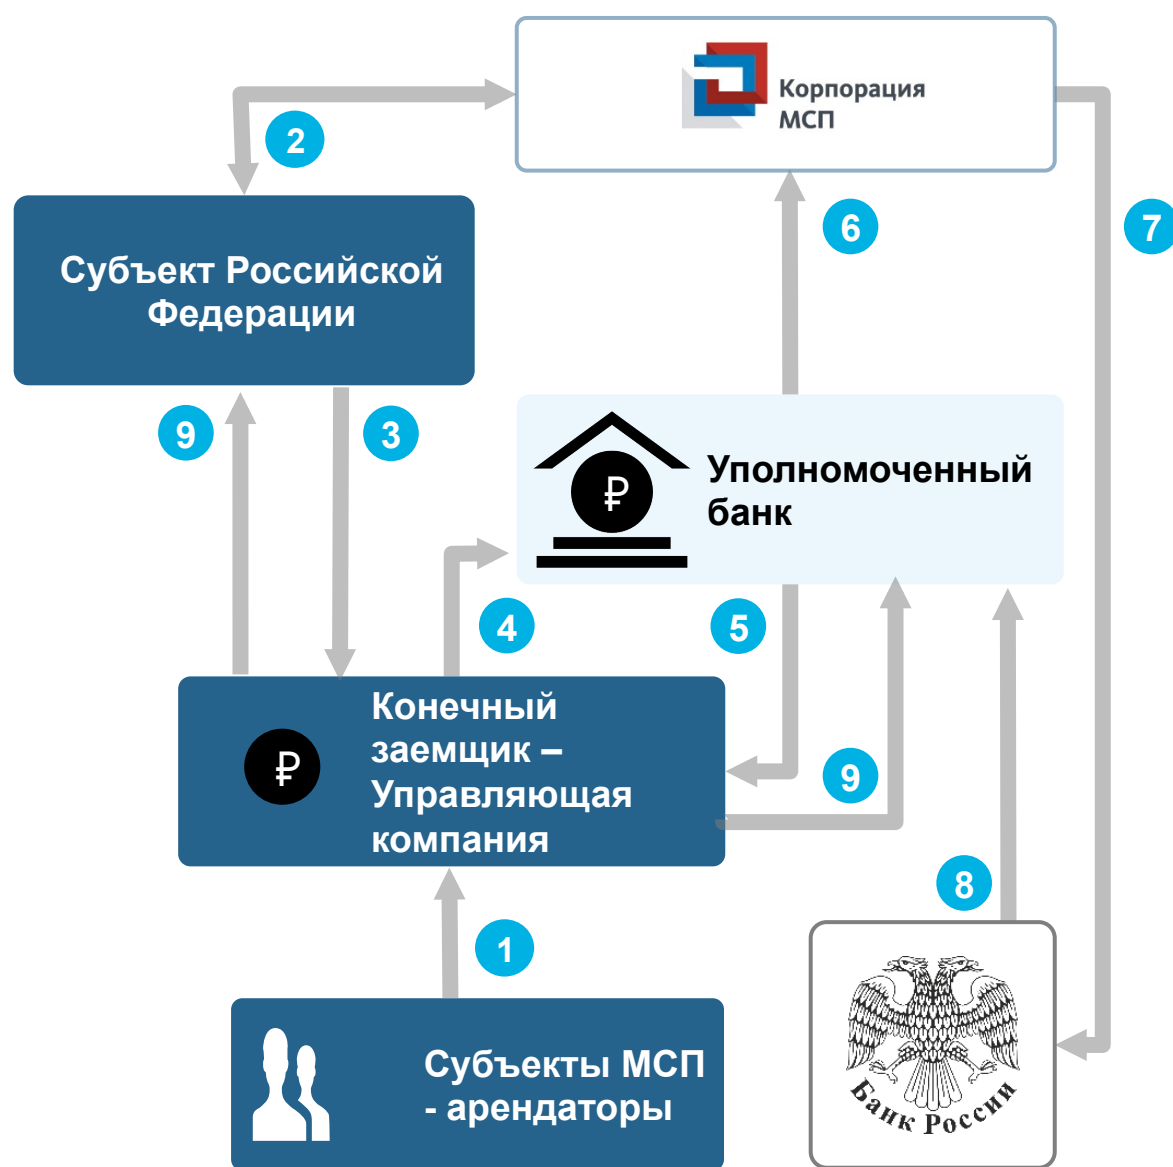 Корпорация
МСП
2
6
7
Субъект Российской
Федерации
9
3
₽
Уполномоченный
банк
4
5
₽
Конечный
заемщик –
Управляющая
компания
9
8
1
Субъекты МСП
- арендаторы
Банк России